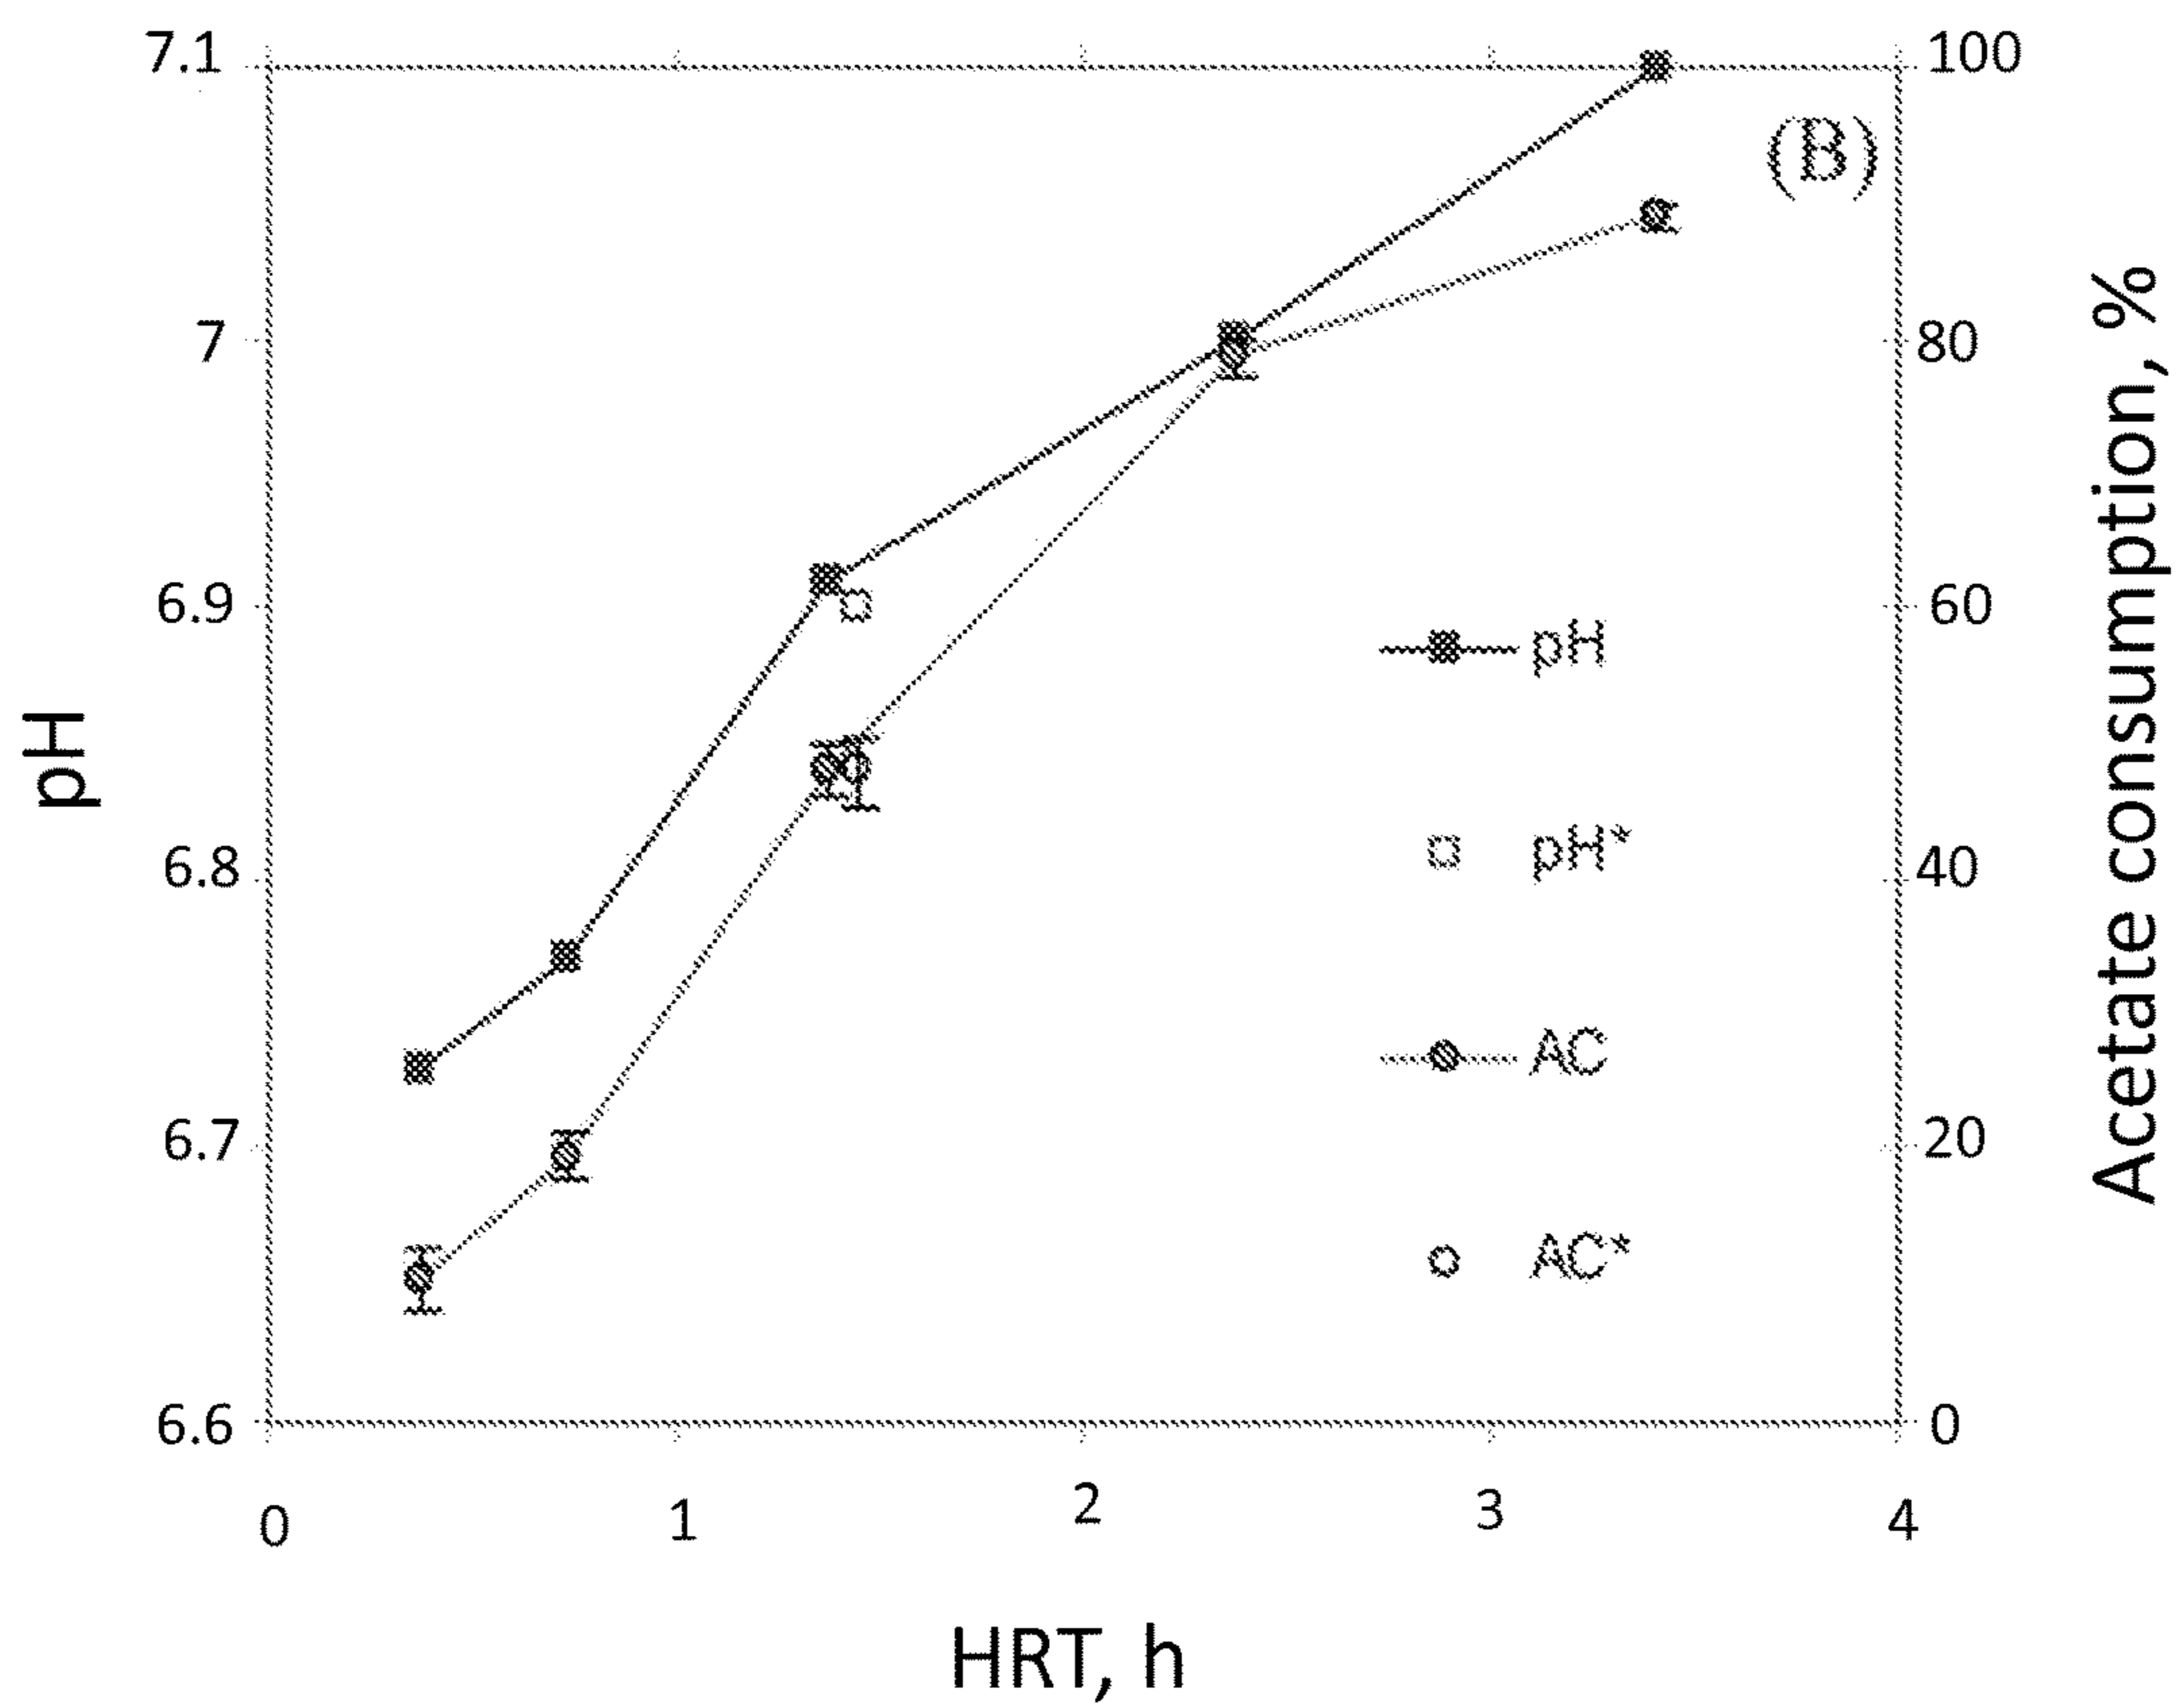 7.1
7
6.9
6.8
6.7
6.6
pH
100
80
60
40
20
0
Acetate consumption, %
(B)
pH
pH*
AC
AC*
0
1
2
3
4
HRT, h